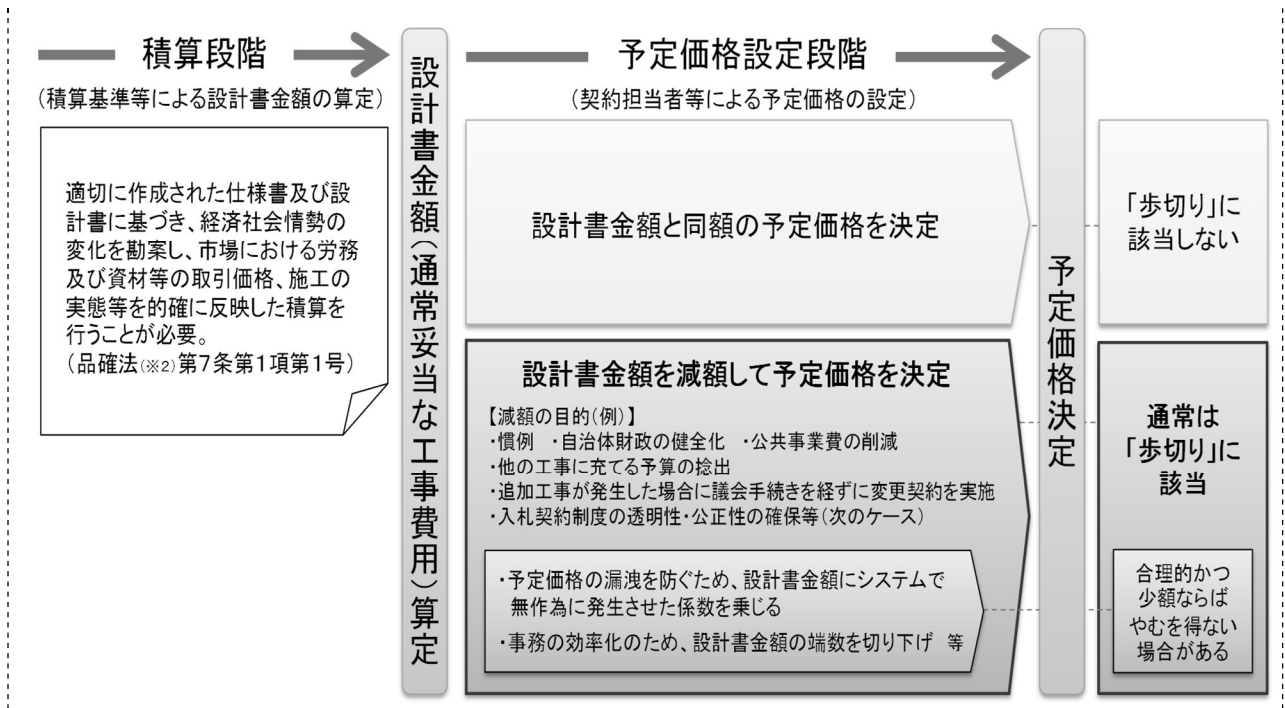 積算段階
(積算基準等による設計書金額の算定)
適切に作成された仕様書及び設
計書に基づき、経済社会情勢の
変化を勘案し、市場における労務
及び資材等の取引価格、施工の
実態等を的確に反映した積算を
行うことが必要。
(品確法(※2)第7条第1項第1号)
設計書金額(通常妥当な工事費用)算定
予定価格設定段階
(契約担当者等による予定価格の設定)
設計書金額と同額の予定価格を決定
設計書金額を減額して予定価格を決定
【減額の目的(例)】
・慣例 ・自治体財政の健全化 ・公共事業費の削減
・他の工事に充てる予算の捻出
・追加工事が発生した場合に議会手続きを経ずに変更契約を実施
・入札契約制度の透明性・公正性の確保等(次のケース)
・予定価格の漏洩を防ぐため、設計書金額にシステムで
無作為に発生させた係数を乗じる
・事務の効率化のため、設計書金額の端数を切り下げ 等
予定価格決定
「歩切り」に
該当しない
通常は
「歩切り」に
該当
合理的かつ
少額ならば
やむを得ない
場合がある